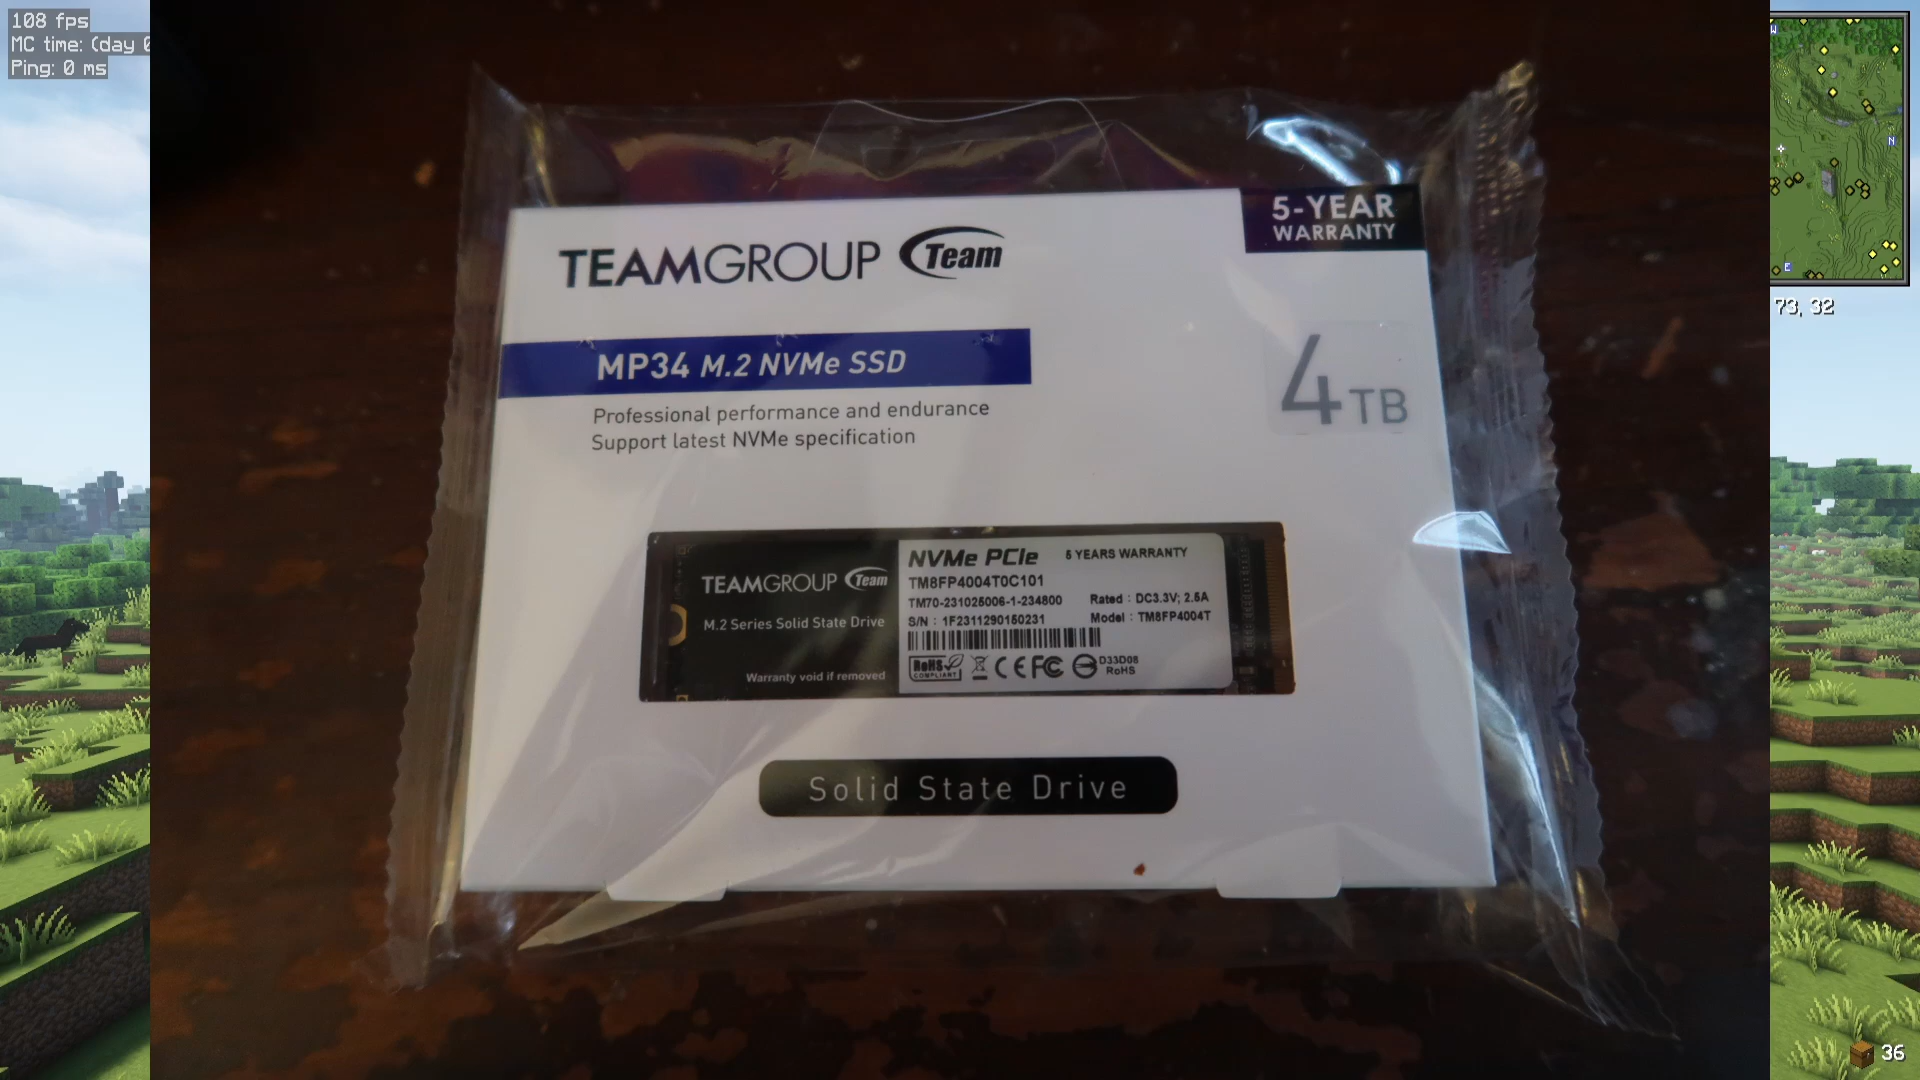 108 fps
MC time: (day 0
Ping: 0 ms
W
N
E
73, 32
TEAMGROUP Team
5-YEAR
WARRANTY
MP34 M.2 NVMe SSD
4TB
Professional performance and endurance
Support latest NVMe specification
TEAMGROUP Team
M.2 Series Solid State Drive
Warranty void if removed
NVMe PCIe 5 YEARS WARRANTY
TM8FP4004T0C101
TM70-231025006-1-234800 Rated : DC3.3V; 2.5A
S/N : 1F2311290150231 Model : TM8FP4004T
RoHS
COMPLIANT
CE FC D33D08
RoHS
Solid State Drive
36